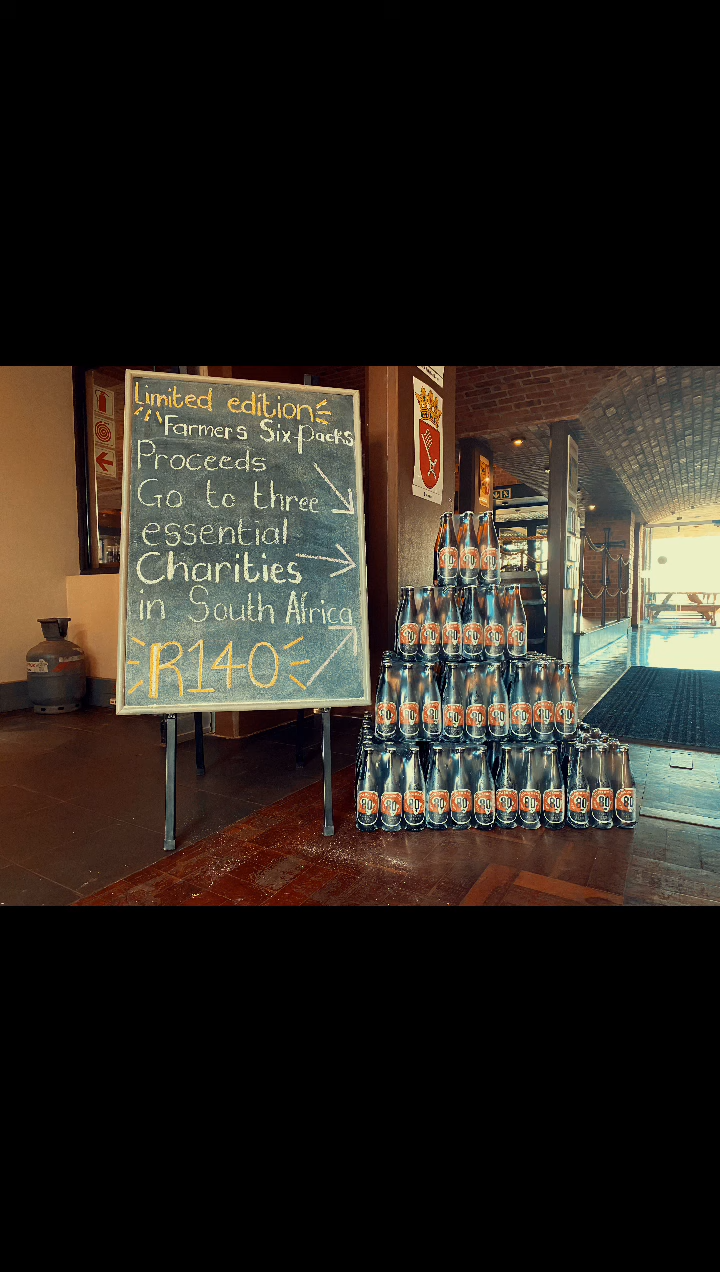 Limited edition
Farmers Six-Packs
Proceeds
Go to three
essential
Charities
in South Africa
R140